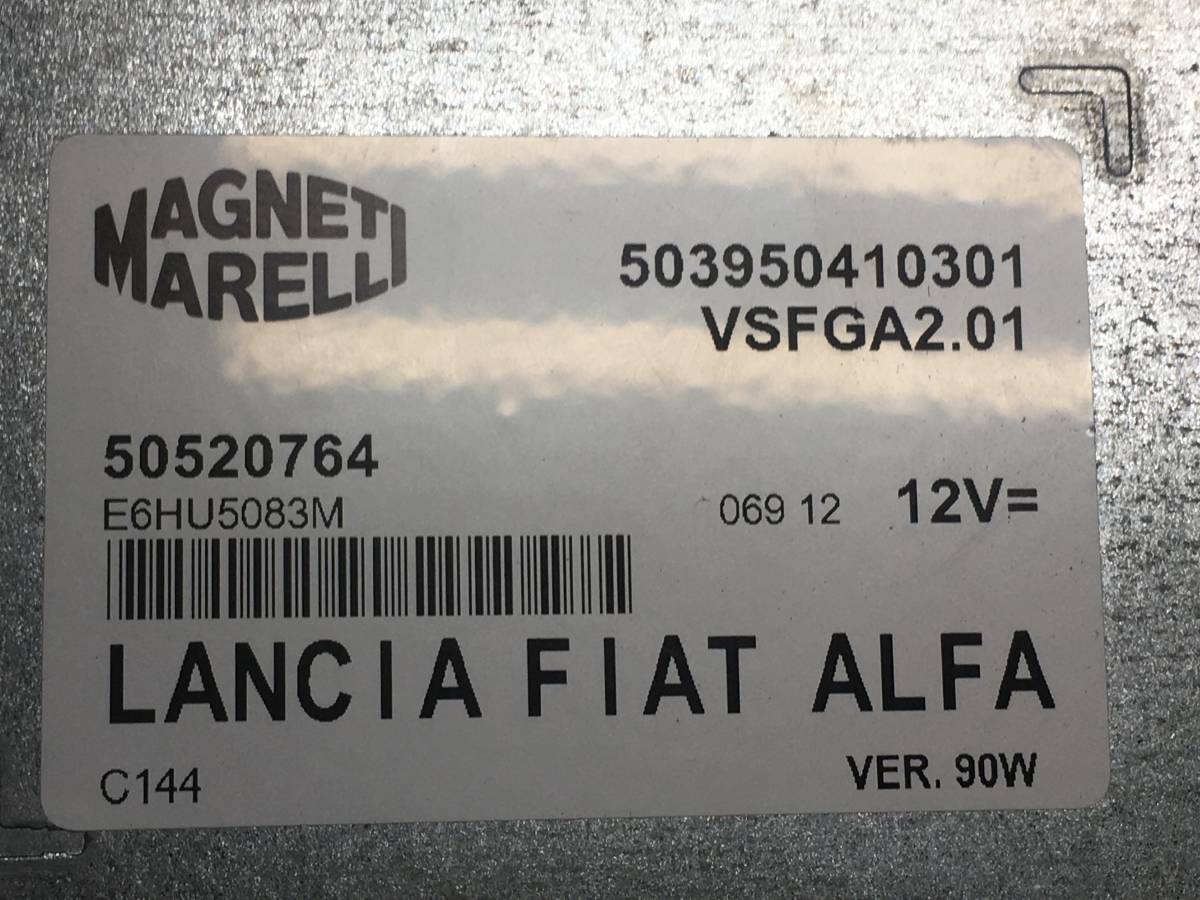 MAGNETI
MARELLI
503950410301
VSFGA2.01
50520764
E6HU5083M
069 12 12V=
LANCIA FIAT ALFA
C144
VER. 90W